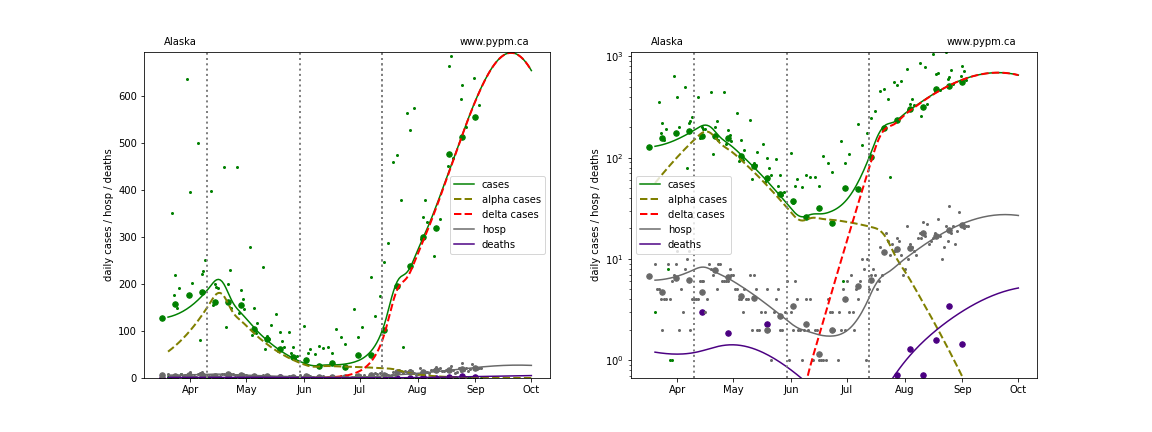 Alaska
www.pypm.ca
daily cases / hosp / deaths
600
500
400
300
200
100
0
Apr
May
Jun
Jul
Aug
Sep
Oct
cases
alpha cases
delta cases
hosp
deaths
Alaska
www.pypm.ca
daily cases / hosp / deaths
10³
10²
10¹
10⁰
Apr
May
Jun
Jul
Aug
Sep
Oct
cases
alpha cases
delta cases
hosp
deaths